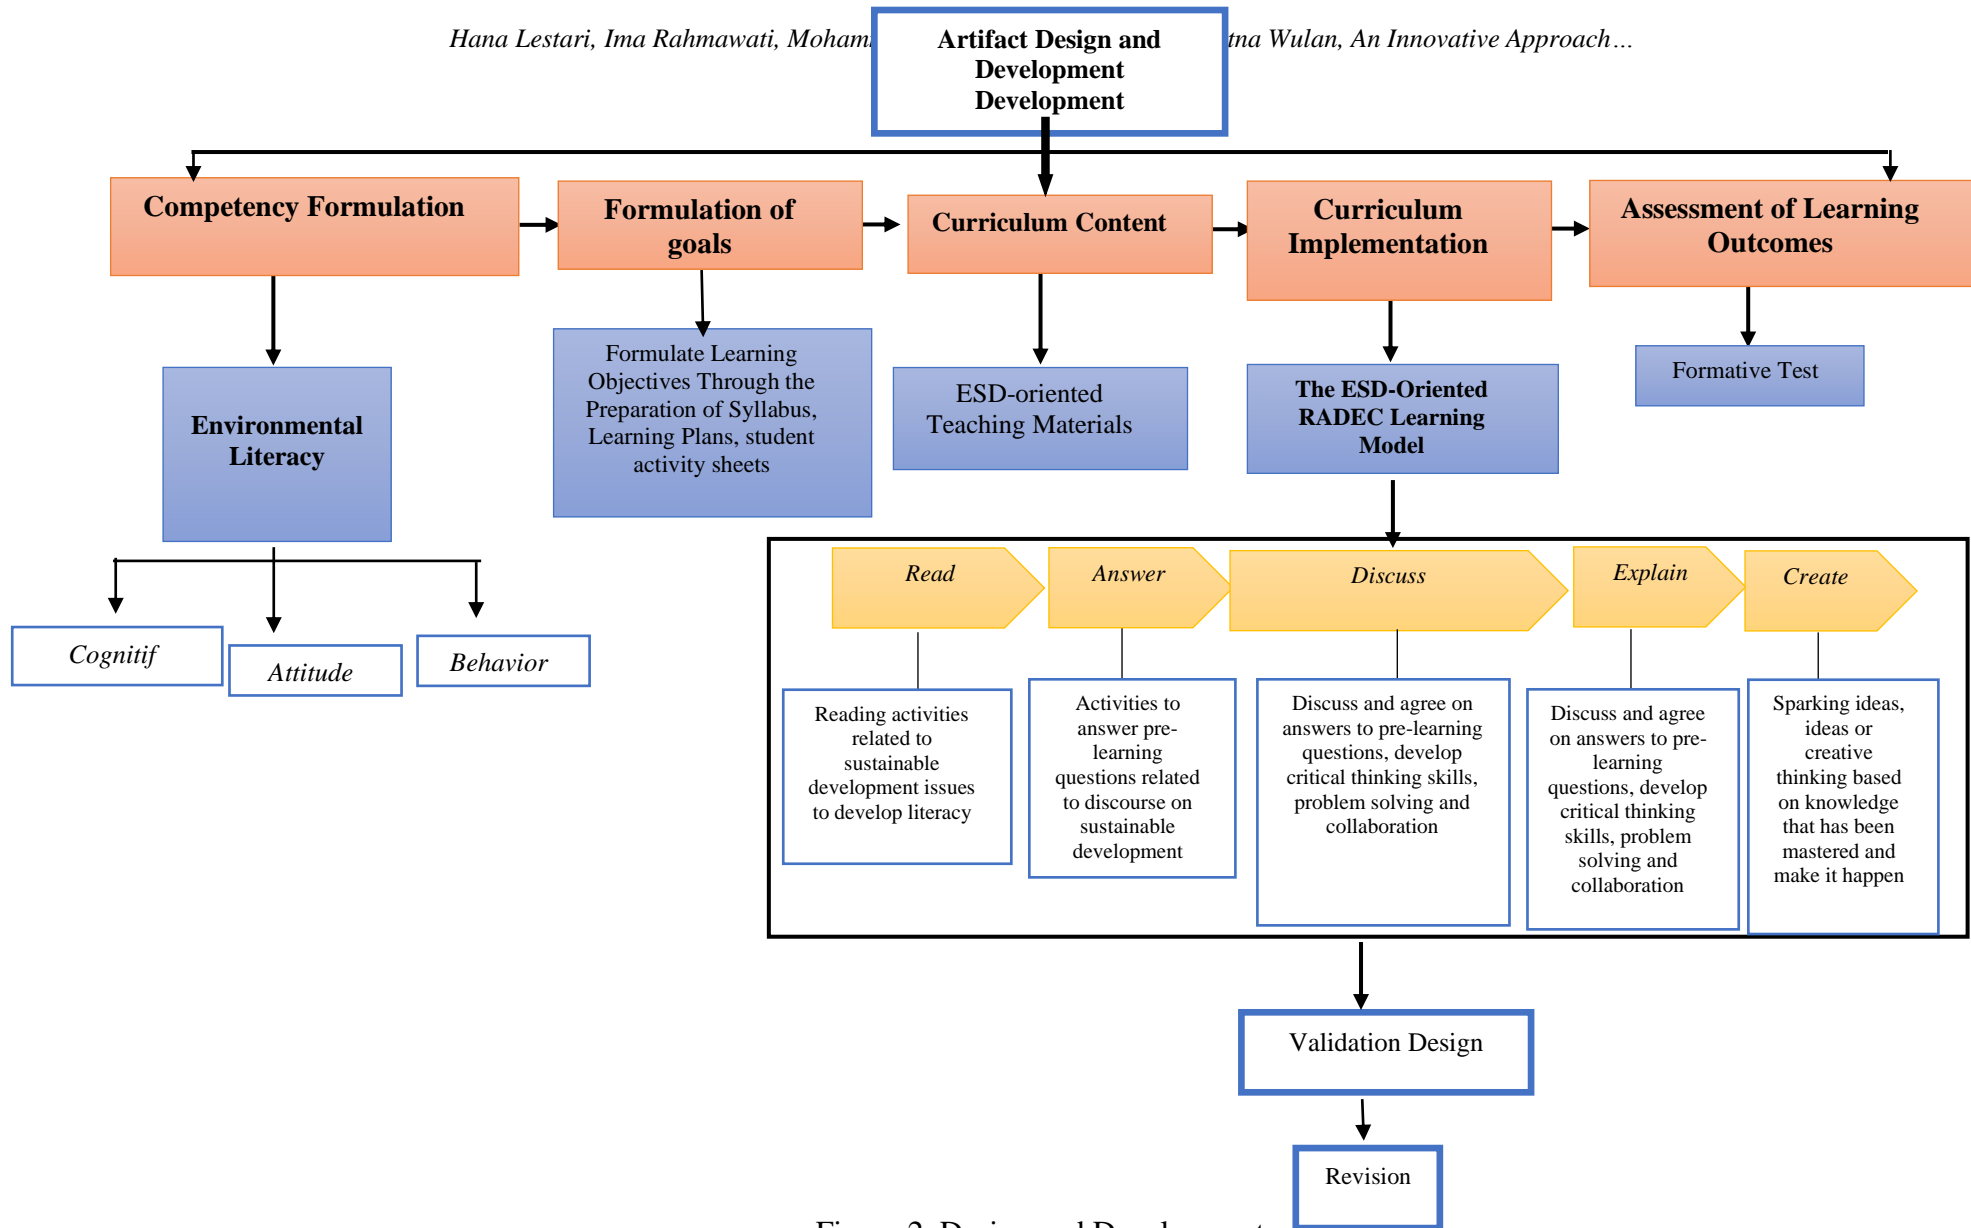 Hana Lestari, Ima Rahmawati, Wulan, An Innovative Approach…
Artifact Design and
Development
Development
Competency Formulation
Formulation of
goals
Curriculum Content
Curriculum
Implementation
Assessment of Learning
Outcomes
Environmental
Literacy
Formulate Learning
Objectives Through the
Preparation of Syllabus,
Learning Plans, student
activity sheets
ESD-oriented
Teaching Materials
The ESD-Oriented
RADEC Learning
Model
Formative Test
Cognitif
Attitude
Behavior
Read
Answer
Discuss
Explain
Create
Reading activities
related to
sustainable
development issues
to develop literacy
Activities to
answer pre-
learning
questions related
to discourse on
sustainable
development
Discuss and agree on
answers to pre-learning
questions, develop
critical thinking skills,
problem solving and
collaboration
Discuss and agree
on answers to pre-
learning
questions, develop
critical thinking
skills, problem
solving and
collaboration
Sparking ideas,
ideas or
creative
thinking based
on knowledge
that has been
mastered and
make it happen
Validation Design
Revision
Figure 2. Design and Development